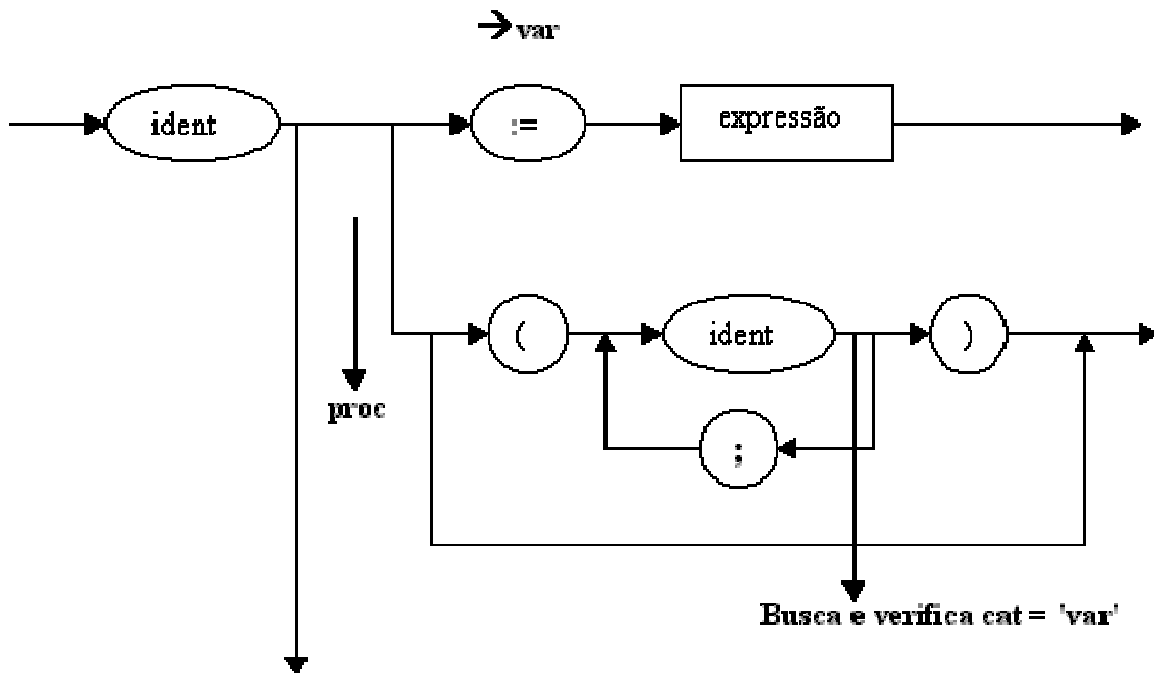 → var
ident
:=
expressão
proc
(
ident
)
;
Busca e verifica cat = 'var'